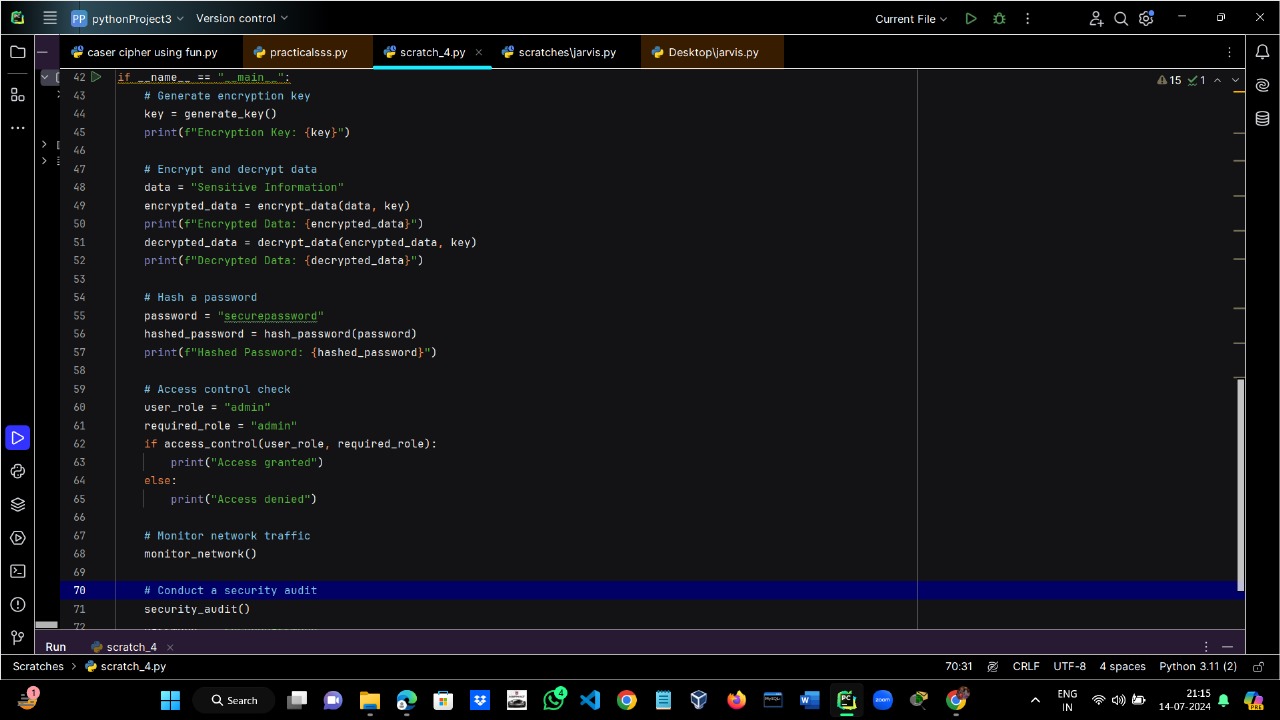 PP pythonProject3 Version control Current File
caser cipher using fun.py practicalsss.py scratch_4.py scratches\jarvis.py Desktop\jarvis.py
15 1
42 if __name__ == "__main__":
43 # Generate encryption key
44 key = generate_key()
45 print(f"Encryption Key: {key}")
46
47 # Encrypt and decrypt data
48 data = "Sensitive Information"
49 encrypted_data = encrypt_data(data, key)
50 print(f"Encrypted Data: {encrypted_data}")
51 decrypted_data = decrypt_data(encrypted_data, key)
52 print(f"Decrypted Data: {decrypted_data}")
53
54 # Hash a password
55 password = "securepassword"
56 hashed_password = hash_password(password)
57 print(f"Hashed Password: {hashed_password}")
58
59 # Access control check
60 user_role = "admin"
61 required_role = "admin"
62 if access_control(user_role, required_role):
63 print("Access granted")
64 else:
65 print("Access denied")
66
67 # Monitor network traffic
68 monitor_network()
69
70 # Conduct a security audit
71 security_audit()
72
Run scratch_4
Scratches scratch_4.py 70:31 CRLF UTF-8 4 spaces Python 3.11 (2)
1 Search 4 zoom ENG IN 21:15 14-07-2024 PRE